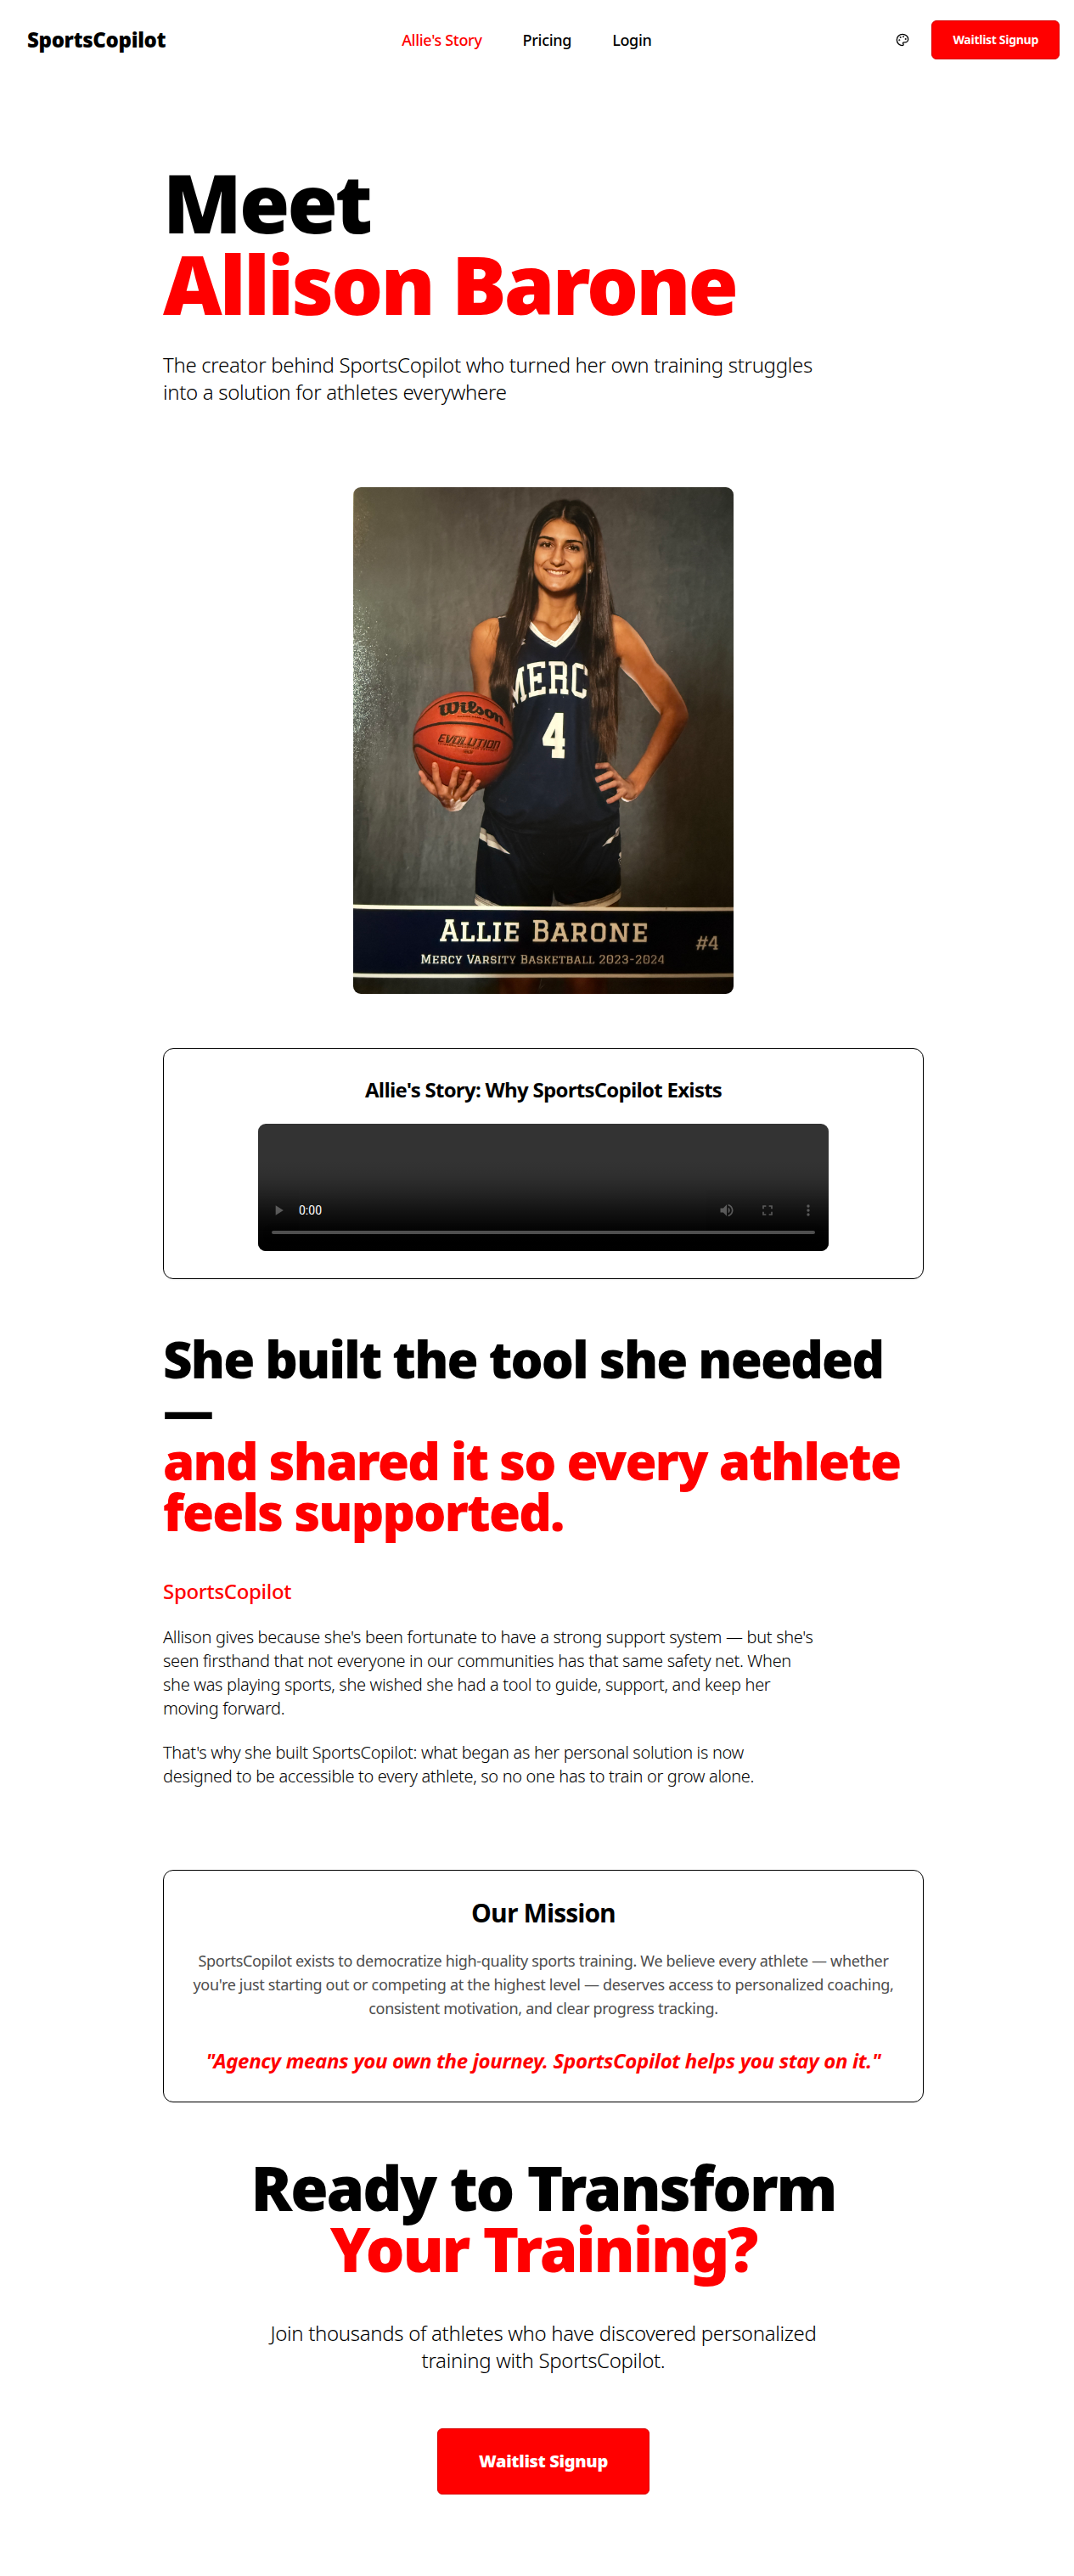 SportsCopilot
Allie's Story
Pricing
Login
Waitlist Signup
Meet
Allison Barone
The creator behind SportsCopilot who turned her own training struggles
into a solution for athletes everywhere
Wilson
EVOLUTION
MERC
4
ALLIE BARONE
#4
MERCY VARSITY BASKETBALL 2023-2024
Allie's Story: Why SportsCopilot Exists
0:00
She built the tool she needed
—
and shared it so every athlete
feels supported.
SportsCopilot
Allison gives because she's been fortunate to have a strong support system — but she's
seen firsthand that not everyone in our communities has that same safety net. When
she was playing sports, she wished she had a tool to guide, support, and keep her
moving forward.
That's why she built SportsCopilot: what began as her personal solution is now
designed to be accessible to every athlete, so no one has to train or grow alone.
Our Mission
SportsCopilot exists to democratize high-quality sports training. We believe every athlete — whether
you're just starting out or competing at the highest level — deserves access to personalized coaching,
consistent motivation, and clear progress tracking.
"Agency means you own the journey. SportsCopilot helps you stay on it."
Ready to Transform
Your Training?
Join thousands of athletes who have discovered personalized
training with SportsCopilot.
Waitlist Signup